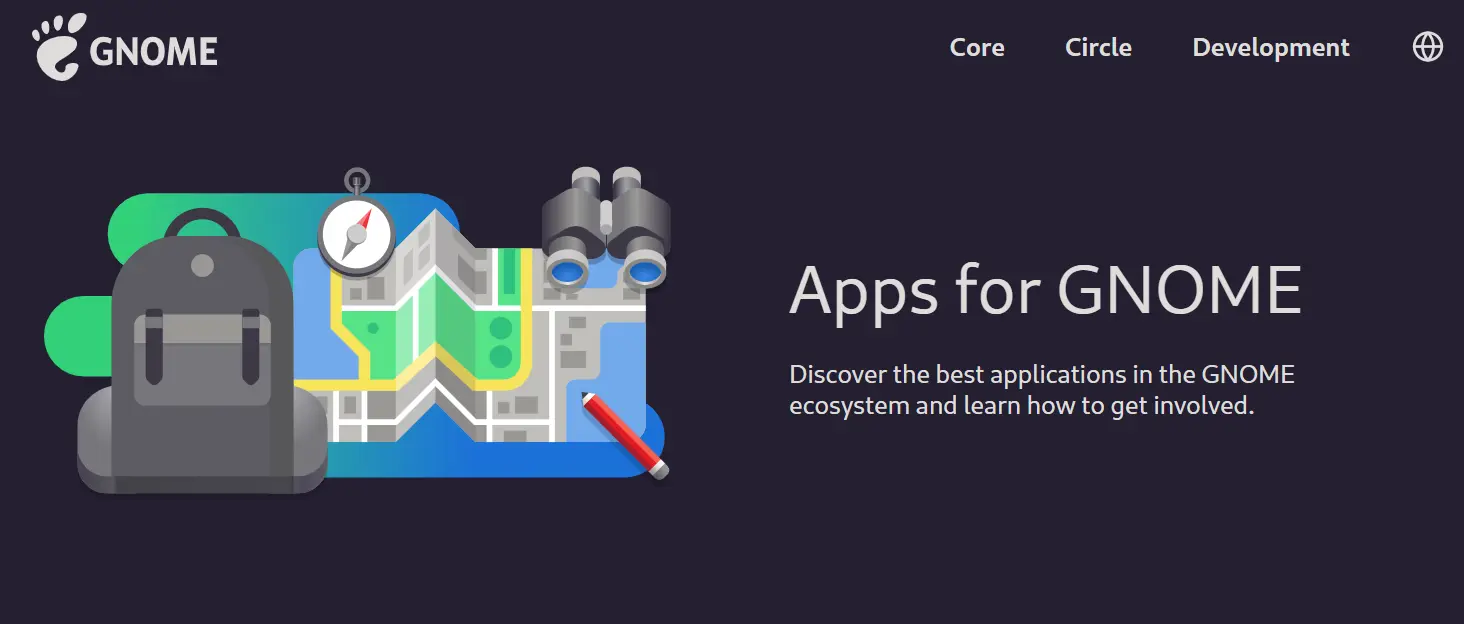 GNOME
Core Circle Development
Apps for GNOME
Discover the best applications in the GNOME
ecosystem and learn how to get involved.